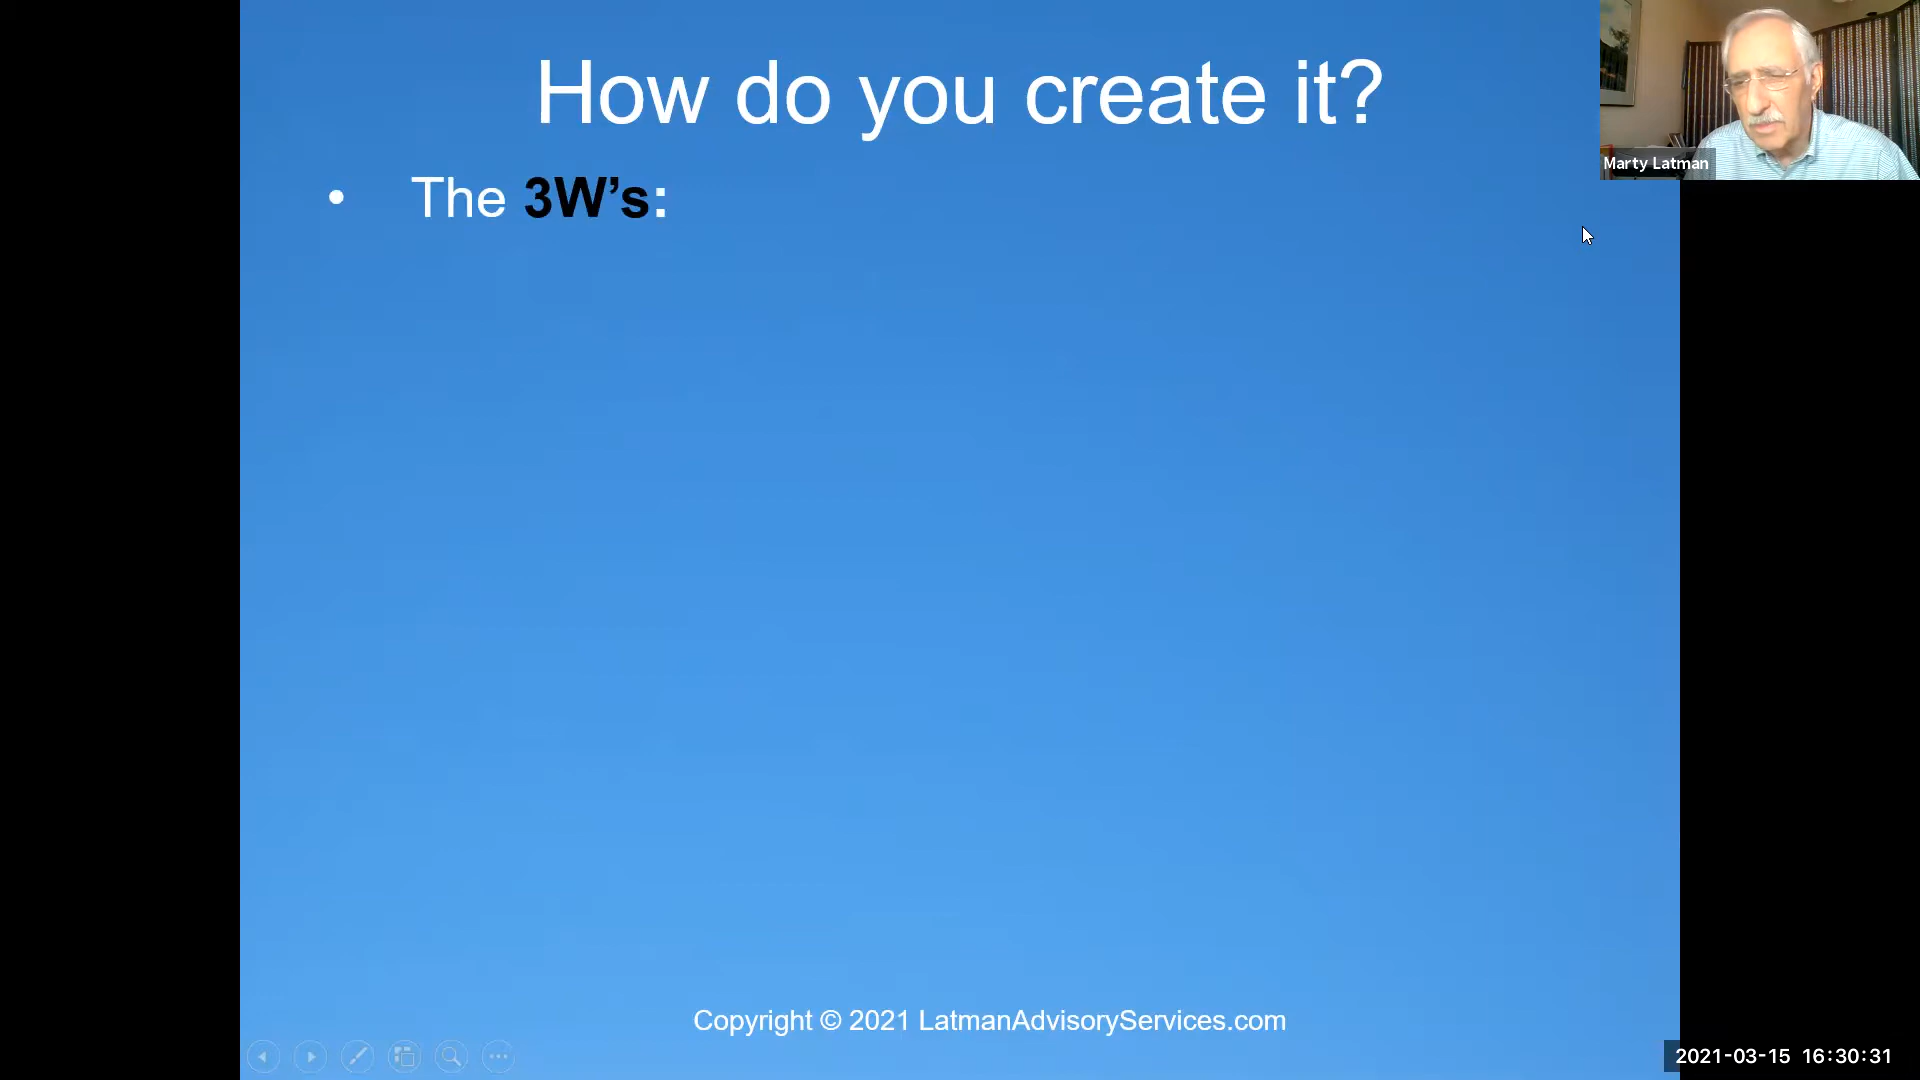 How do you create it?
• The 3W’s:
Marty Latman
Copyright © 2021 LatmanAdvisoryServices.com
2021-03-15 16:30:31